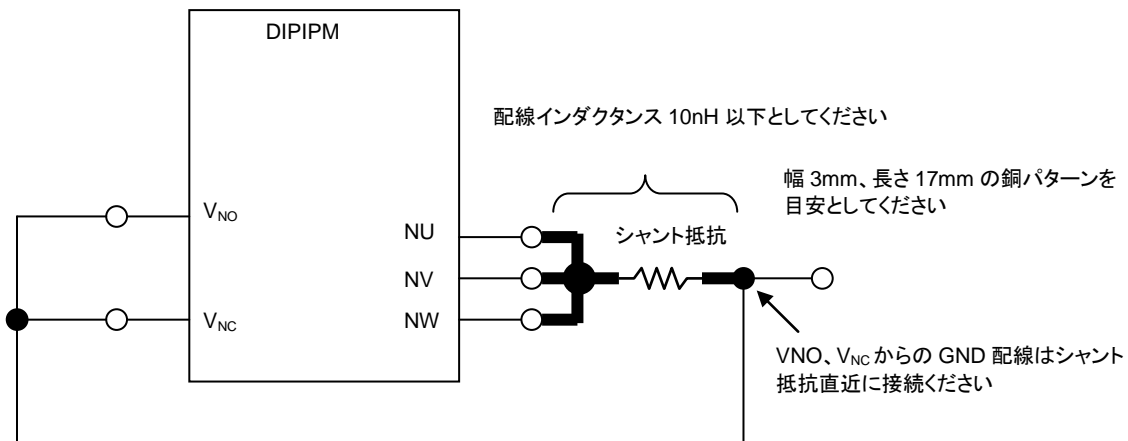 DIPIPM
配線インダクタンス 10nH 以下としてください
幅 3mm、長さ 17mm の銅パターンを
目安としてください
VNO
NU
シャント抵抗
NV
VNC
NW
VNO、VNC からの GND 配線はシャント
抵抗直近に接続ください